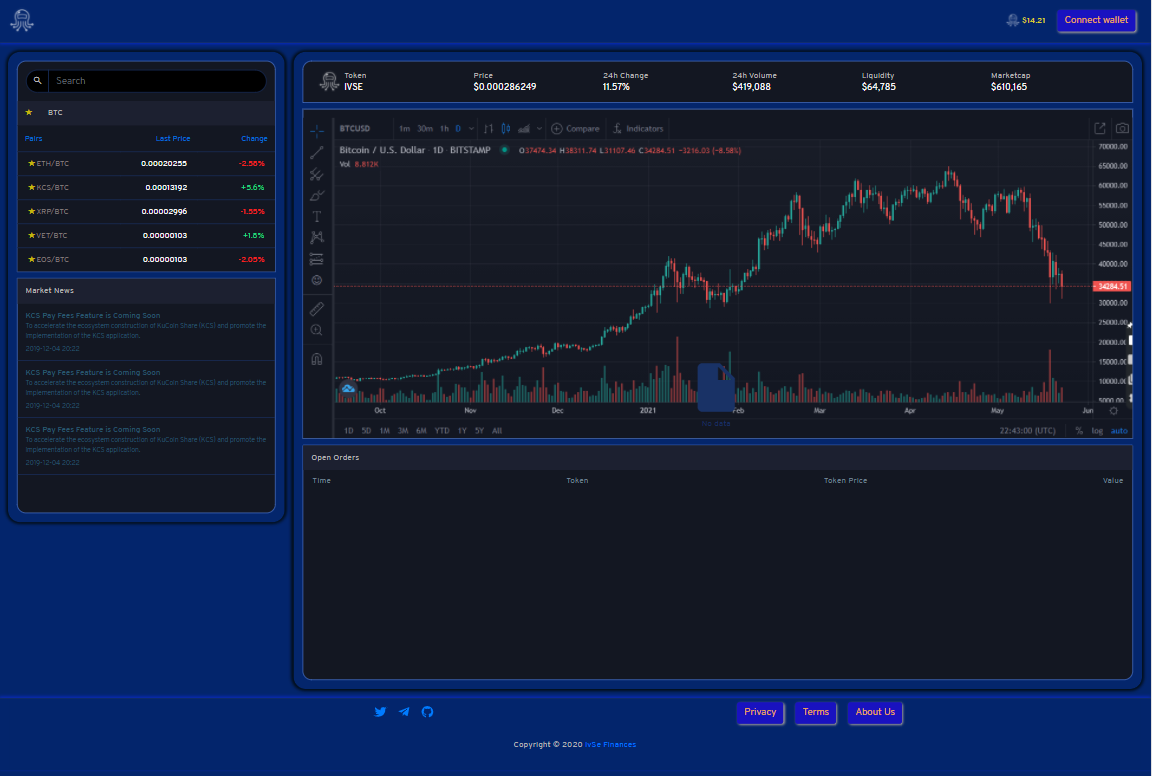 $14.21 Connect wallet
Search
BTC
Pairs Last Price Change
ETH/BTC 0.00020255 -2.58%
KCS/BTC 0.00013192 +5.6%
XRP/BTC 0.00002996 -1.55%
VET/BTC 0.00000103 +1.8%
EOS/BTC 0.00000103 -2.05%
Market News
KCS Pay Fees Feature is Coming Soon
To accelerate the ecosystem construction of KuCoin Share (KCS) and promote the
implementation of the KCS application.
2019-12-04 20:22
KCS Pay Fees Feature is Coming Soon
To accelerate the ecosystem construction of KuCoin Share (KCS) and promote the
implementation of the KCS application.
2019-12-04 20:22
KCS Pay Fees Feature is Coming Soon
To accelerate the ecosystem construction of KuCoin Share (KCS) and promote the
implementation of the KCS application.
2019-12-04 20:22
Token Price 24h Change 24h Volume Liquidity Marketcap
IVSE $0.000286249 11.57% $419,088 $64,785 $610,165
BTCUSD 1m 30m 1h D Compare Indicators
Bitcoin / U.S. Dollar · 1D · BITSTAMP O37474.34 H38311.74 L31107.46 C34284.51 −3216.03 (−8.58%)
Vol 8.812K
70000.00
65000.00
60000.00
55000.00
50000.00
45000.00
40000.00
34284.51
30000.00
25000.00
20000.00
15000.00
10000.00
5000.00
Oct Nov Dec 2021 Feb Mar Apr May Jun
No data
1D 5D 1M 3M 6M YTD 1Y 5Y All 22:43:00 (UTC) % log auto
Open Orders
Time Token Token Price Value
Privacy Terms About Us
Copyright © 2020 IvSe Finances